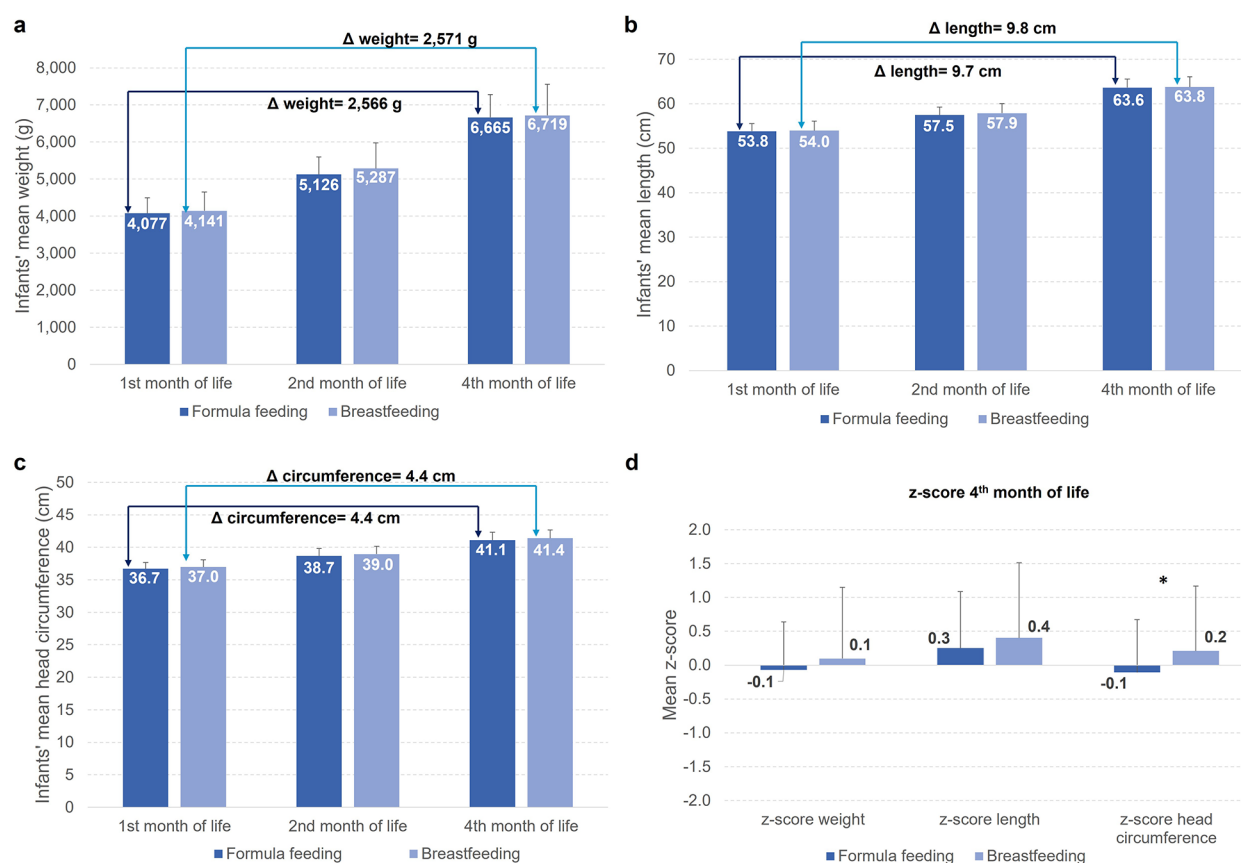 a
Δ weight= 2,571 g
Δ weight= 2,566 g
Infants' mean weight (g)
8,000
7,000
6,000
5,000
4,000
3,000
2,000
1,000
0
4,077
4,141
5,126
5,287
6,665
6,719
1st month of life
2nd month of life
4th month of life
Formula feeding
Breastfeeding
b
Δ length= 9.8 cm
Δ length= 9.7 cm
Infants' mean length (cm)
70
60
50
40
30
20
10
0
53.8
54.0
57.5
57.9
63.6
63.8
1st month of life
2nd month of life
4th month of life
Formula feeding
Breastfeeding
c
Δ circumference= 4.4 cm
Δ circumference= 4.4 cm
Infants' mean head circumference (cm)
50
45
40
35
30
25
20
15
10
5
0
36.7
37.0
38.7
39.0
41.1
41.4
1st month of life
2nd month of life
4th month of life
Formula feeding
Breastfeeding
d
z-score 4th month of life
Mean z-score
2.0
1.5
1.0
0.5
0.0
-0.5
-1.0
-1.5
-2.0
-0.1
0.1
0.3
0.4
-0.1
0.2
*
z-score weight
z-score length
z-score head
circumference
Formula feeding
Breastfeeding